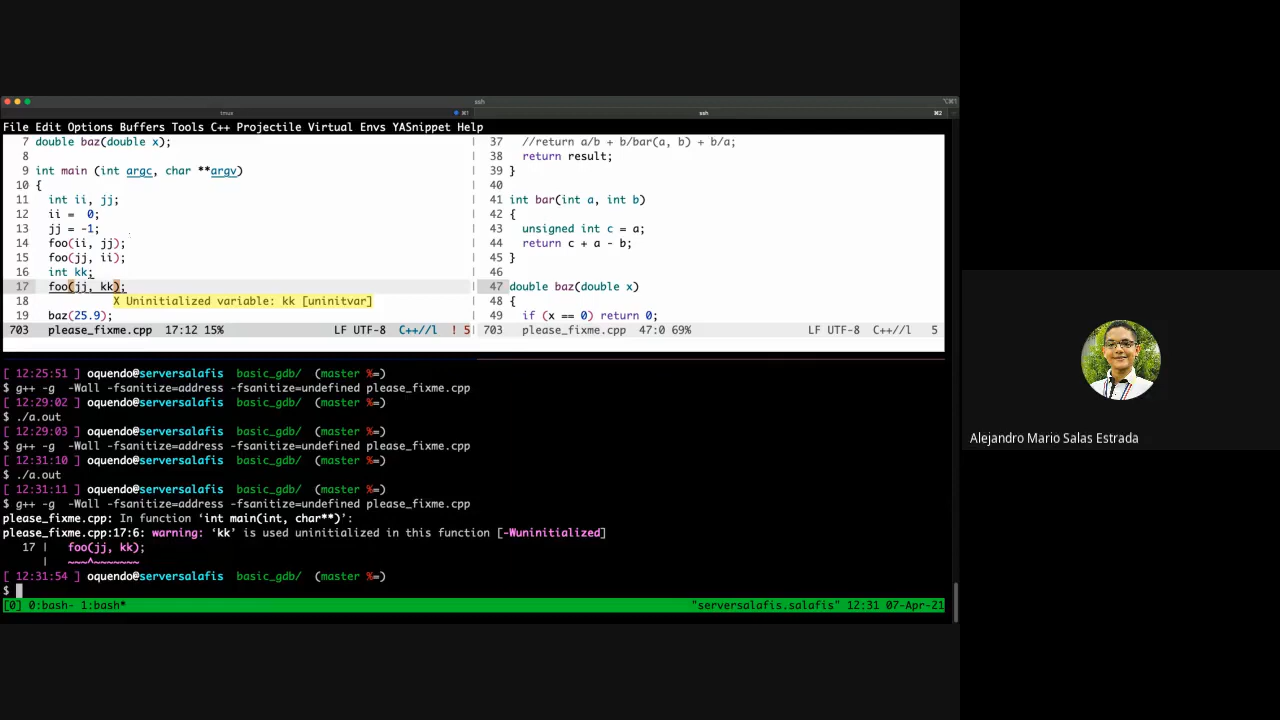 ssh
tmux ⌘1 ssh ⌘2
File Edit Options Buffers Tools C++ Projectile Virtual Envs YASnippet Help
7 double baz(double x);
8
9 int main (int argc, char **argv)
10 {
11 int ii, jj;
12 ii = 0;
13 jj = -1;
14 foo(ii, jj);
15 foo(jj, ii);
16 int kk;
17 foo(jj, kk);
18 X Uninitialized variable: kk [uninitvar]
19 baz(25.9);
703 please_fixme.cpp 17:12 15% LF UTF-8 C++//l ! 5
37 //return a/b + b/bar(a, b) + b/a;
38 return result;
39 }
40
41 int bar(int a, int b)
42 {
43 unsigned int c = a;
44 return c + a - b;
45 }
46
47 double baz(double x)
48 {
49 if (x == 0) return 0;
703 please_fixme.cpp 47:0 69% LF UTF-8 C++//l 5
[ 12:25:51 ] oquendo@serversalafis basic_gdb/ (master %=)
$ g++ -g -Wall -fsanitize=address -fsanitize=undefined please_fixme.cpp
[ 12:29:02 ] oquendo@serversalafis basic_gdb/ (master %=)
$ ./a.out
[ 12:29:03 ] oquendo@serversalafis basic_gdb/ (master %=)
$ g++ -g -Wall -fsanitize=address -fsanitize=undefined please_fixme.cpp
[ 12:31:10 ] oquendo@serversalafis basic_gdb/ (master %=)
$ ./a.out
[ 12:31:11 ] oquendo@serversalafis basic_gdb/ (master %=)
$ g++ -g -Wall -fsanitize=address -fsanitize=undefined please_fixme.cpp
please_fixme.cpp: In function ‘int main(int, char**)’:
please_fixme.cpp:17:6: warning: ‘kk’ is used uninitialized in this function [-Wuninitialized]
17 | foo(jj, kk);
| ~~~^~~~~~~~
[ 12:31:54 ] oquendo@serversalafis basic_gdb/ (master %=)
$
[0] 0:bash- 1:bash* "serversalafis.salafis" 12:31 07-Apr-21
Alejandro Mario Salas Estrada